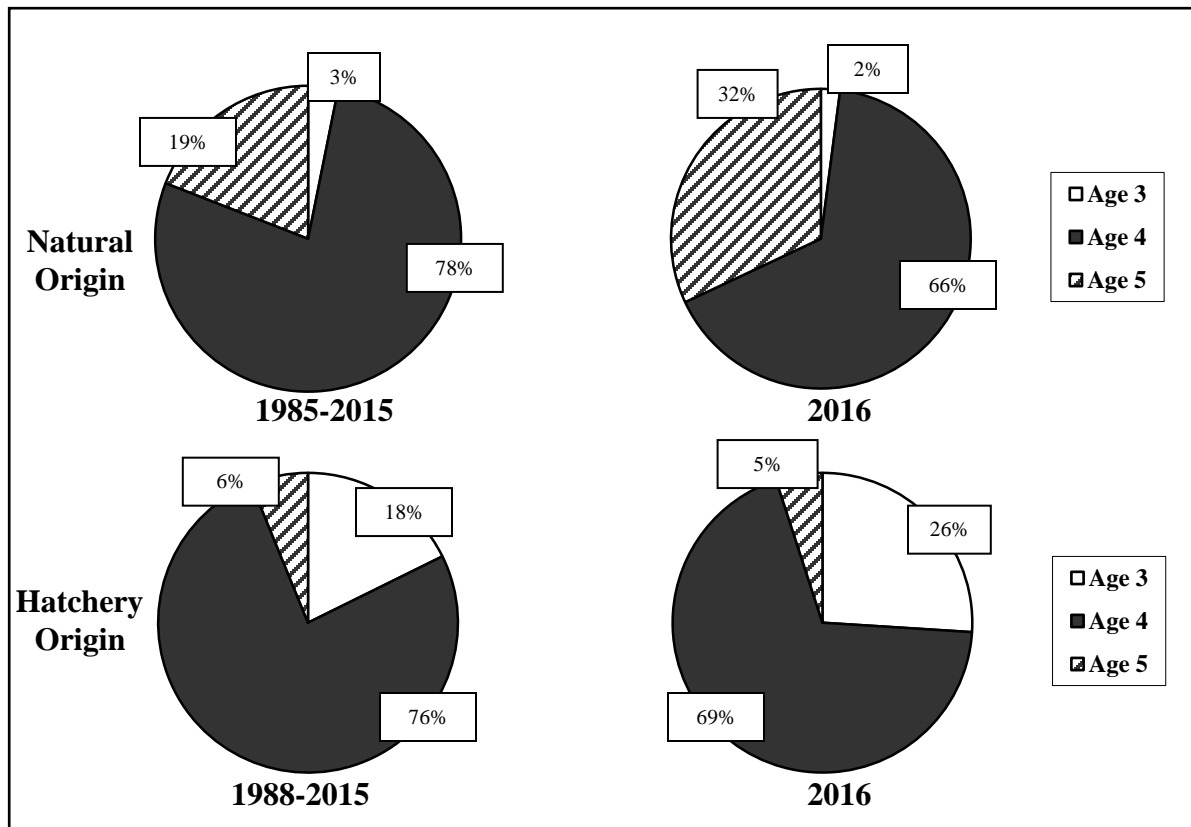 3%
19%
78%
Natural
Origin
1985-2015
2%
32%
66%
2016
Age 3
Age 4
Age 5
6%
18%
76%
Hatchery
Origin
1988-2015
5%
26%
69%
2016
Age 3
Age 4
Age 5